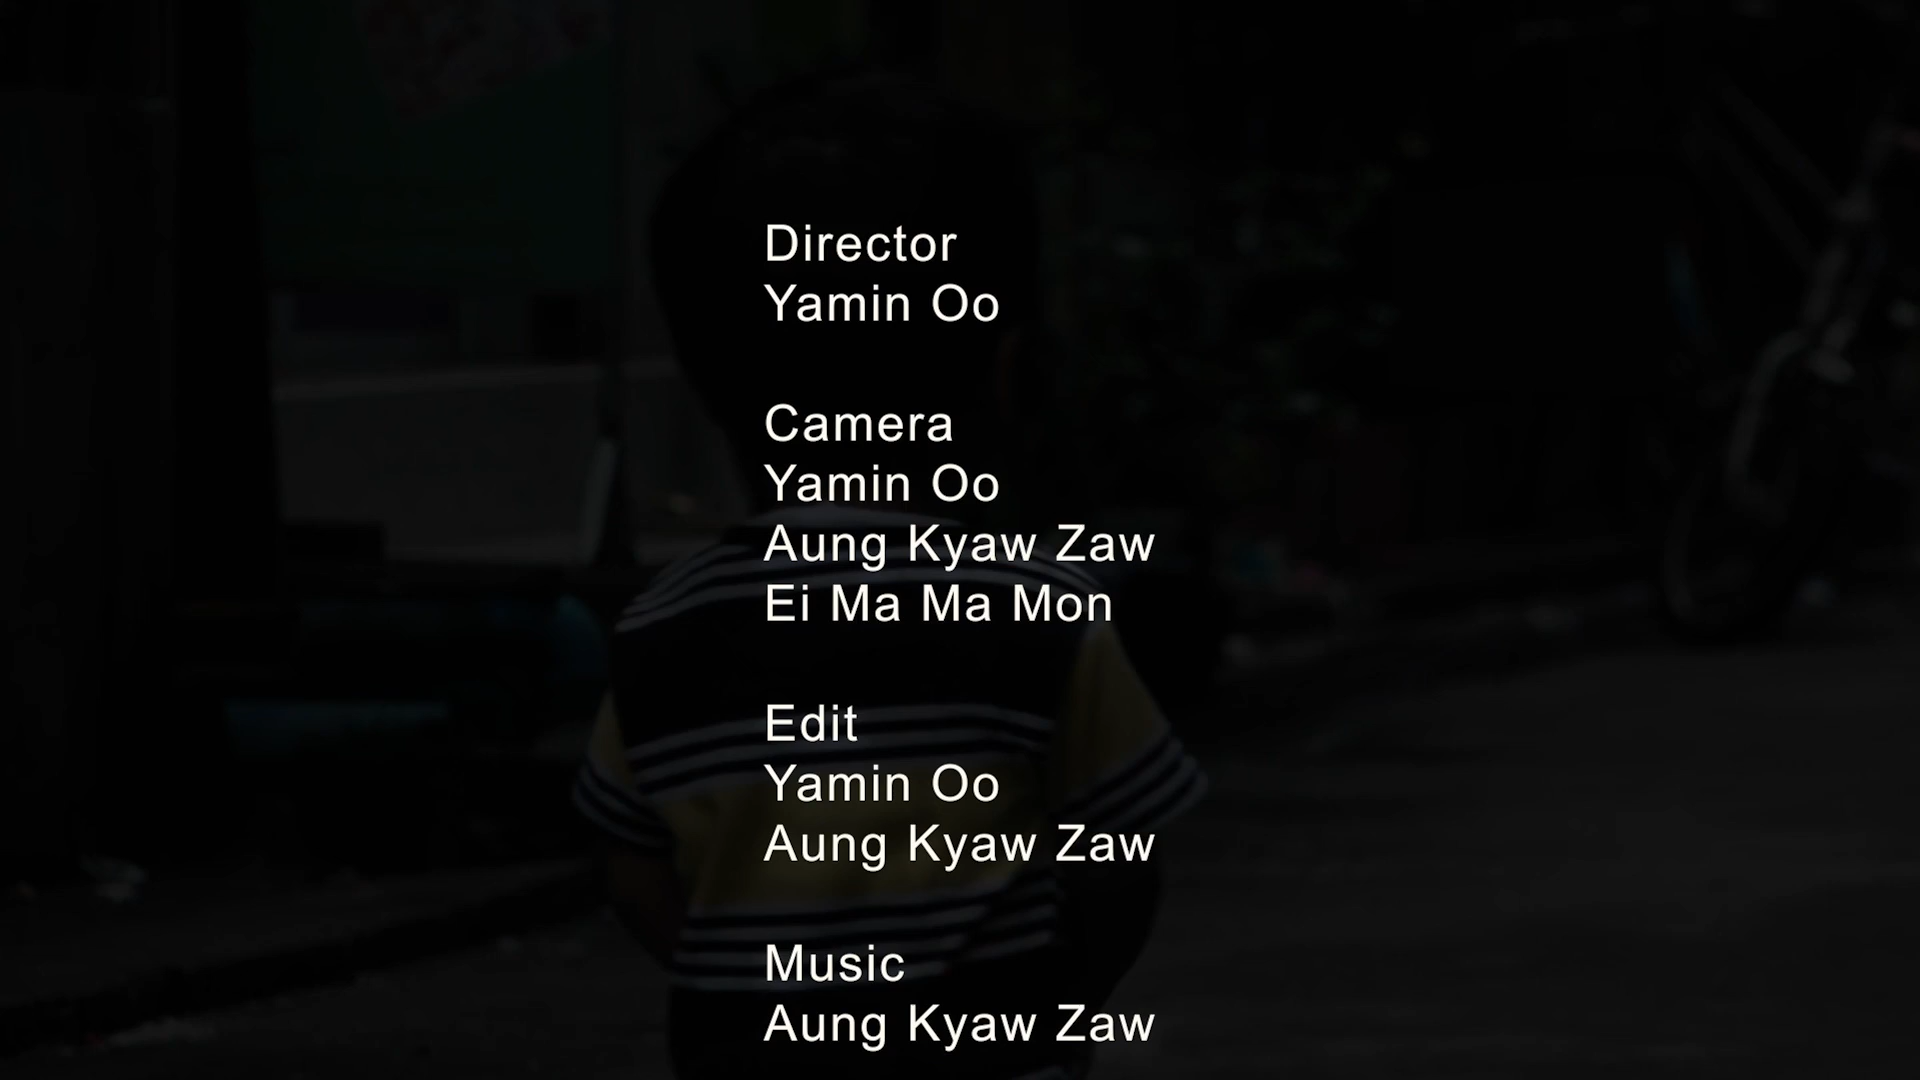 Director
Yamin Oo
Camera
Yamin Oo
Aung Kyaw Zaw
Ei Ma Ma Mon
Edit
Yamin Oo
Aung Kyaw Zaw
Music
Aung Kyaw Zaw